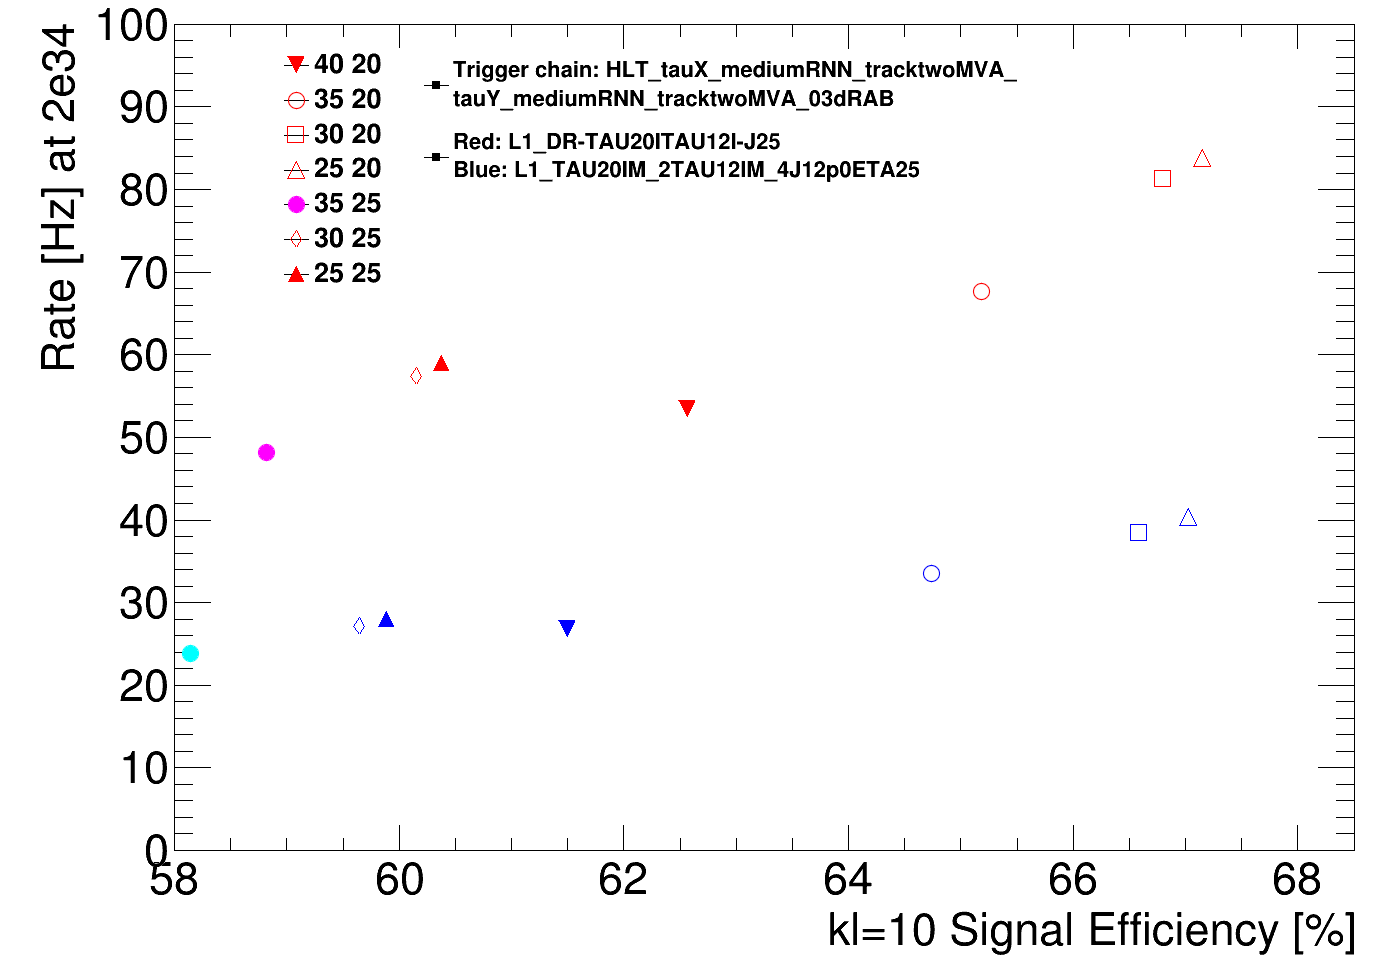 Rate [Hz] at 2e34
100
90
80
70
60
50
40
30
20
10
0
40 20
35 20
30 20
25 20
35 25
30 25
25 25
Trigger chain: HLT_tauX_mediumRNN_tracktwoMVA_
tauY_mediumRNN_tracktwoMVA_03dRAB
Red: L1_DR-TAU20ITAU12I-J25
Blue: L1_TAU20IM_2TAU12IM_4J12p0ETA25
58 60 62 64 66 68
kl=10 Signal Efficiency [%]